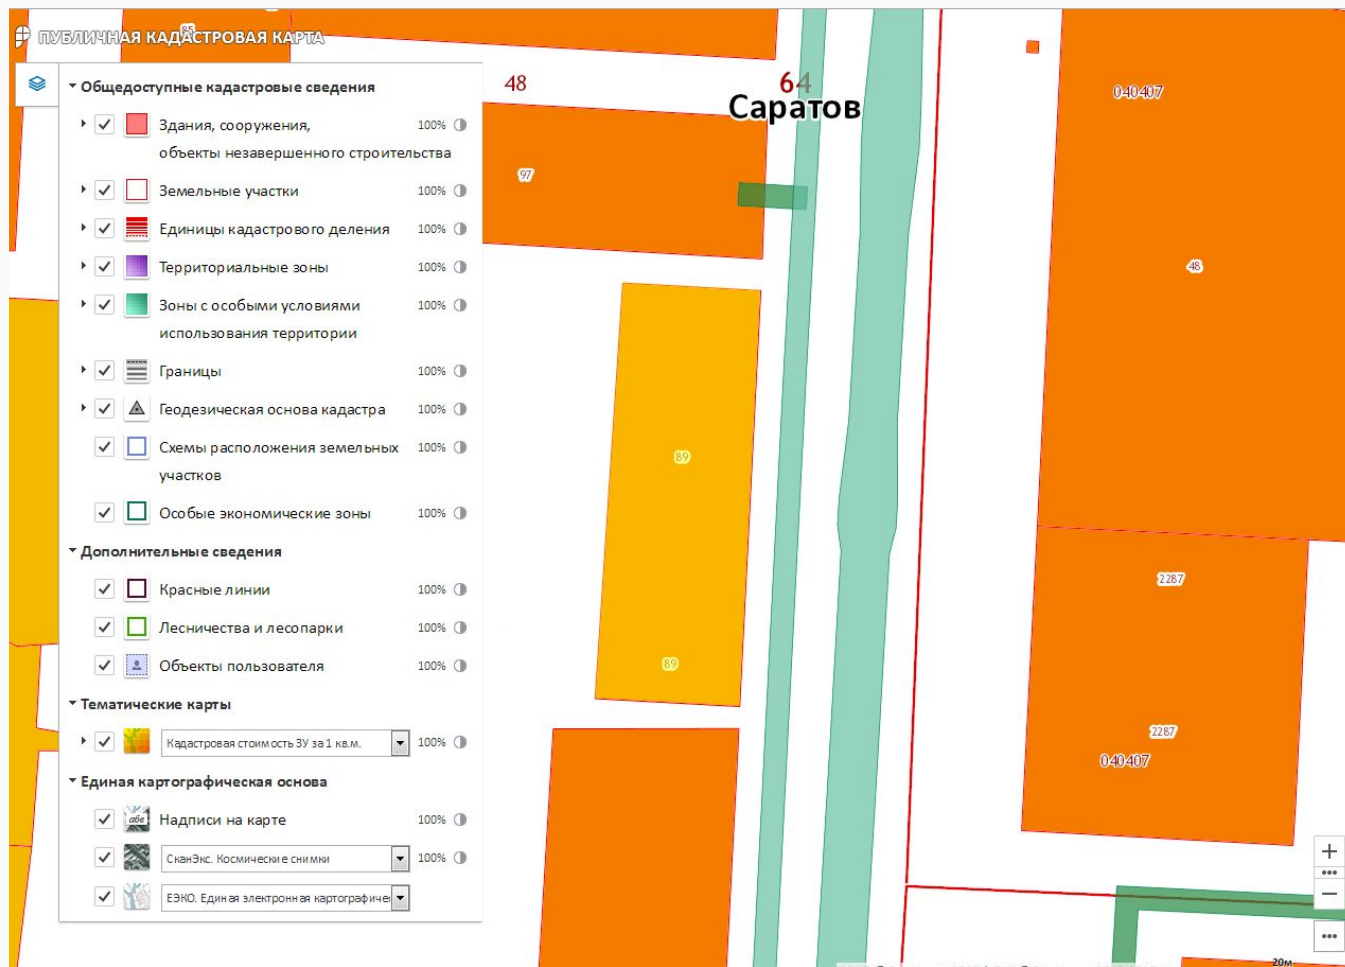 85
ПУБЛИЧНАЯ КАДАСТРОВАЯ КАРТА
Общедоступные кадастровые сведения
Здания, сооружения, 100%
объекты незавершенного строительства
Земельные участки 100%
Единицы кадастрового деления 100%
Территориальные зоны 100%
Зоны с особыми условиями 100%
использования территории
Границы 100%
Геодезическая основа кадастра 100%
Схемы расположения земельных 100%
участков
Особые экономические зоны 100%
Дополнительные сведения
Красные линии 100%
Лесничества и лесопарки 100%
Объекты пользователя 100%
Тематические карты
Кадастровая стоимость ЗУ за 1 кв.м. 100%
Единая картографическая основа
абв Надписи на карте 100%
СканЭкс. Космические снимки 100%
ЕЭКО. Единая электронная картографичес
48
64
Саратов
040407
97
48
89
2287
89
2287
040407
20м